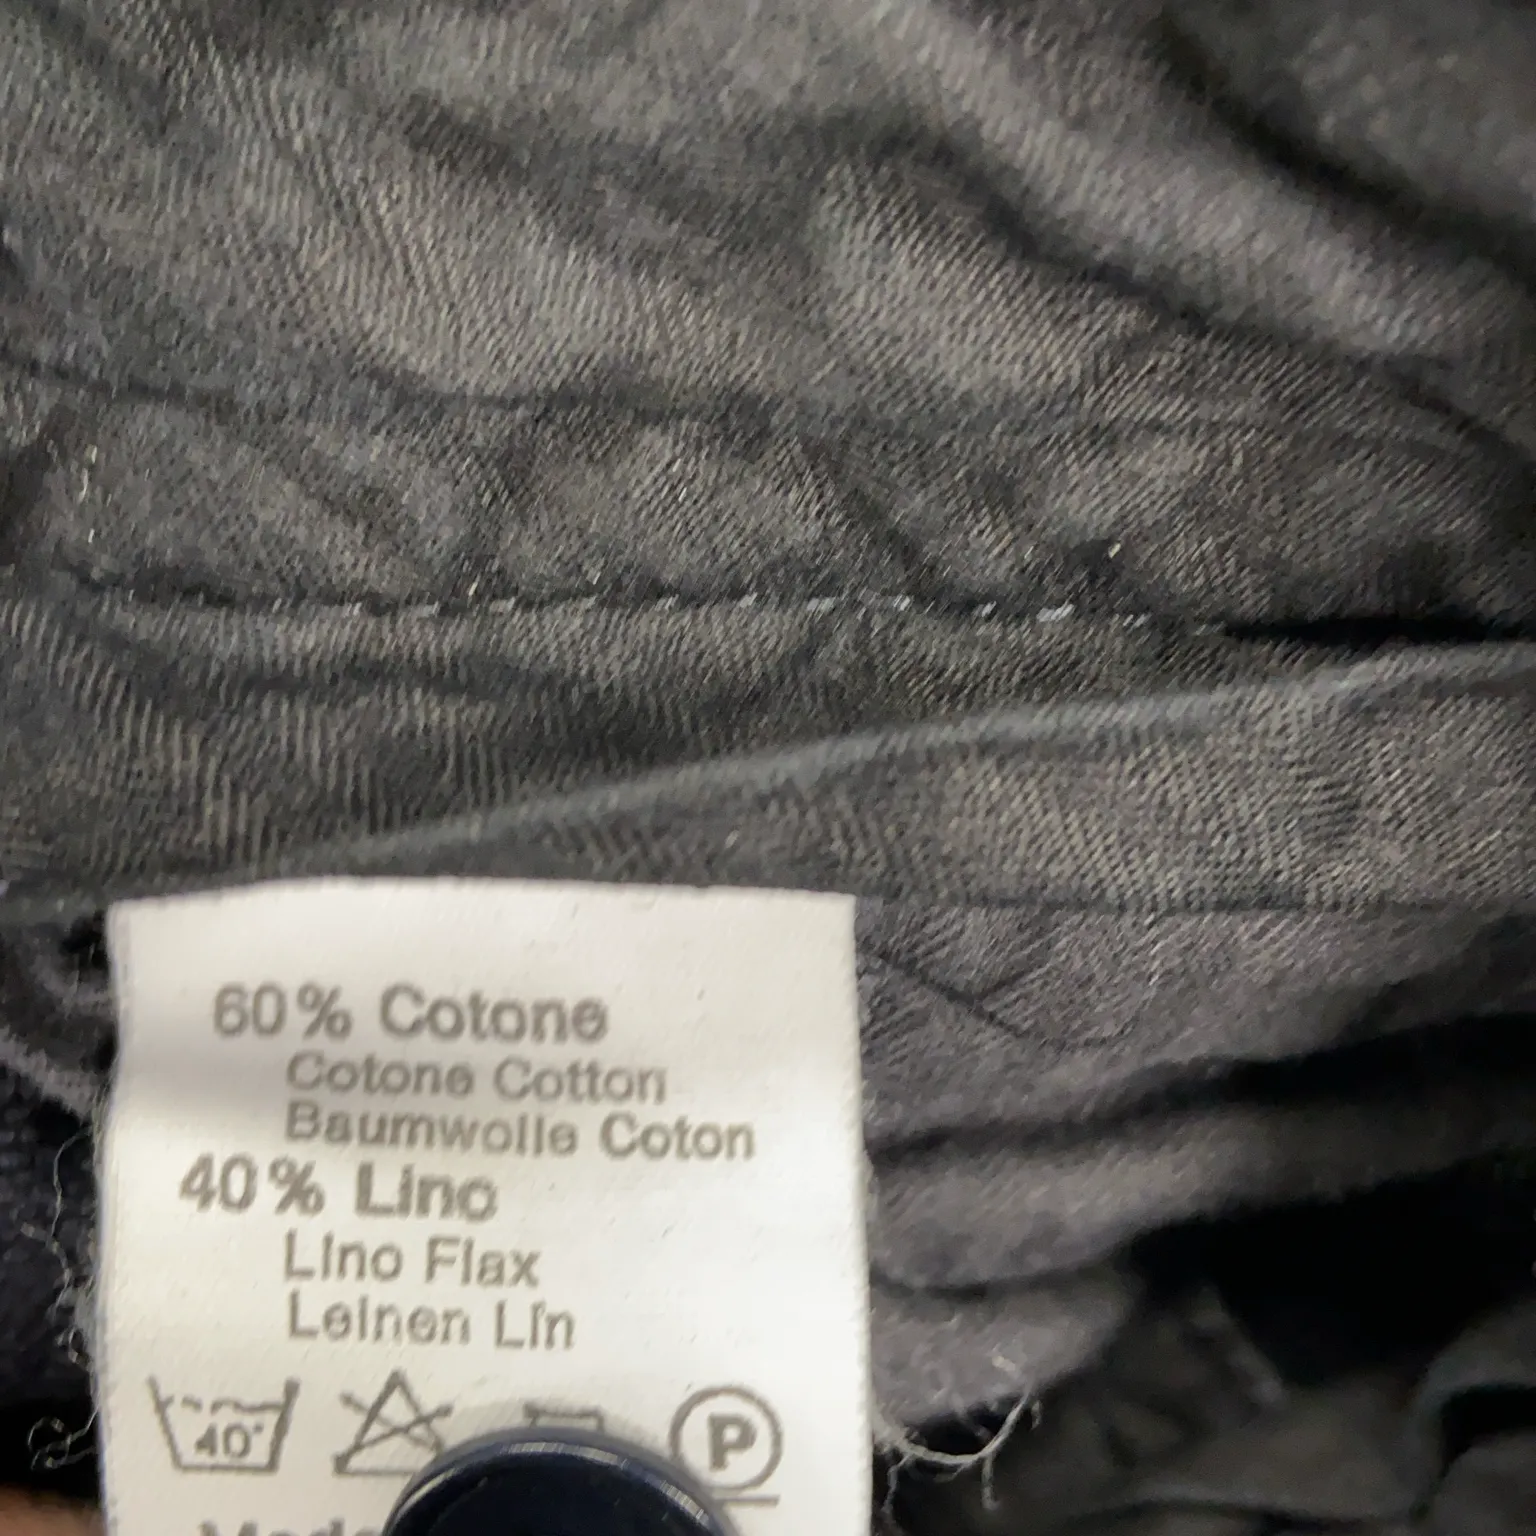 60% Cotone
Cotone Cotton
Baumwolle Coton
40% Lino
Lino Flax
Leinen Lin
40°
P